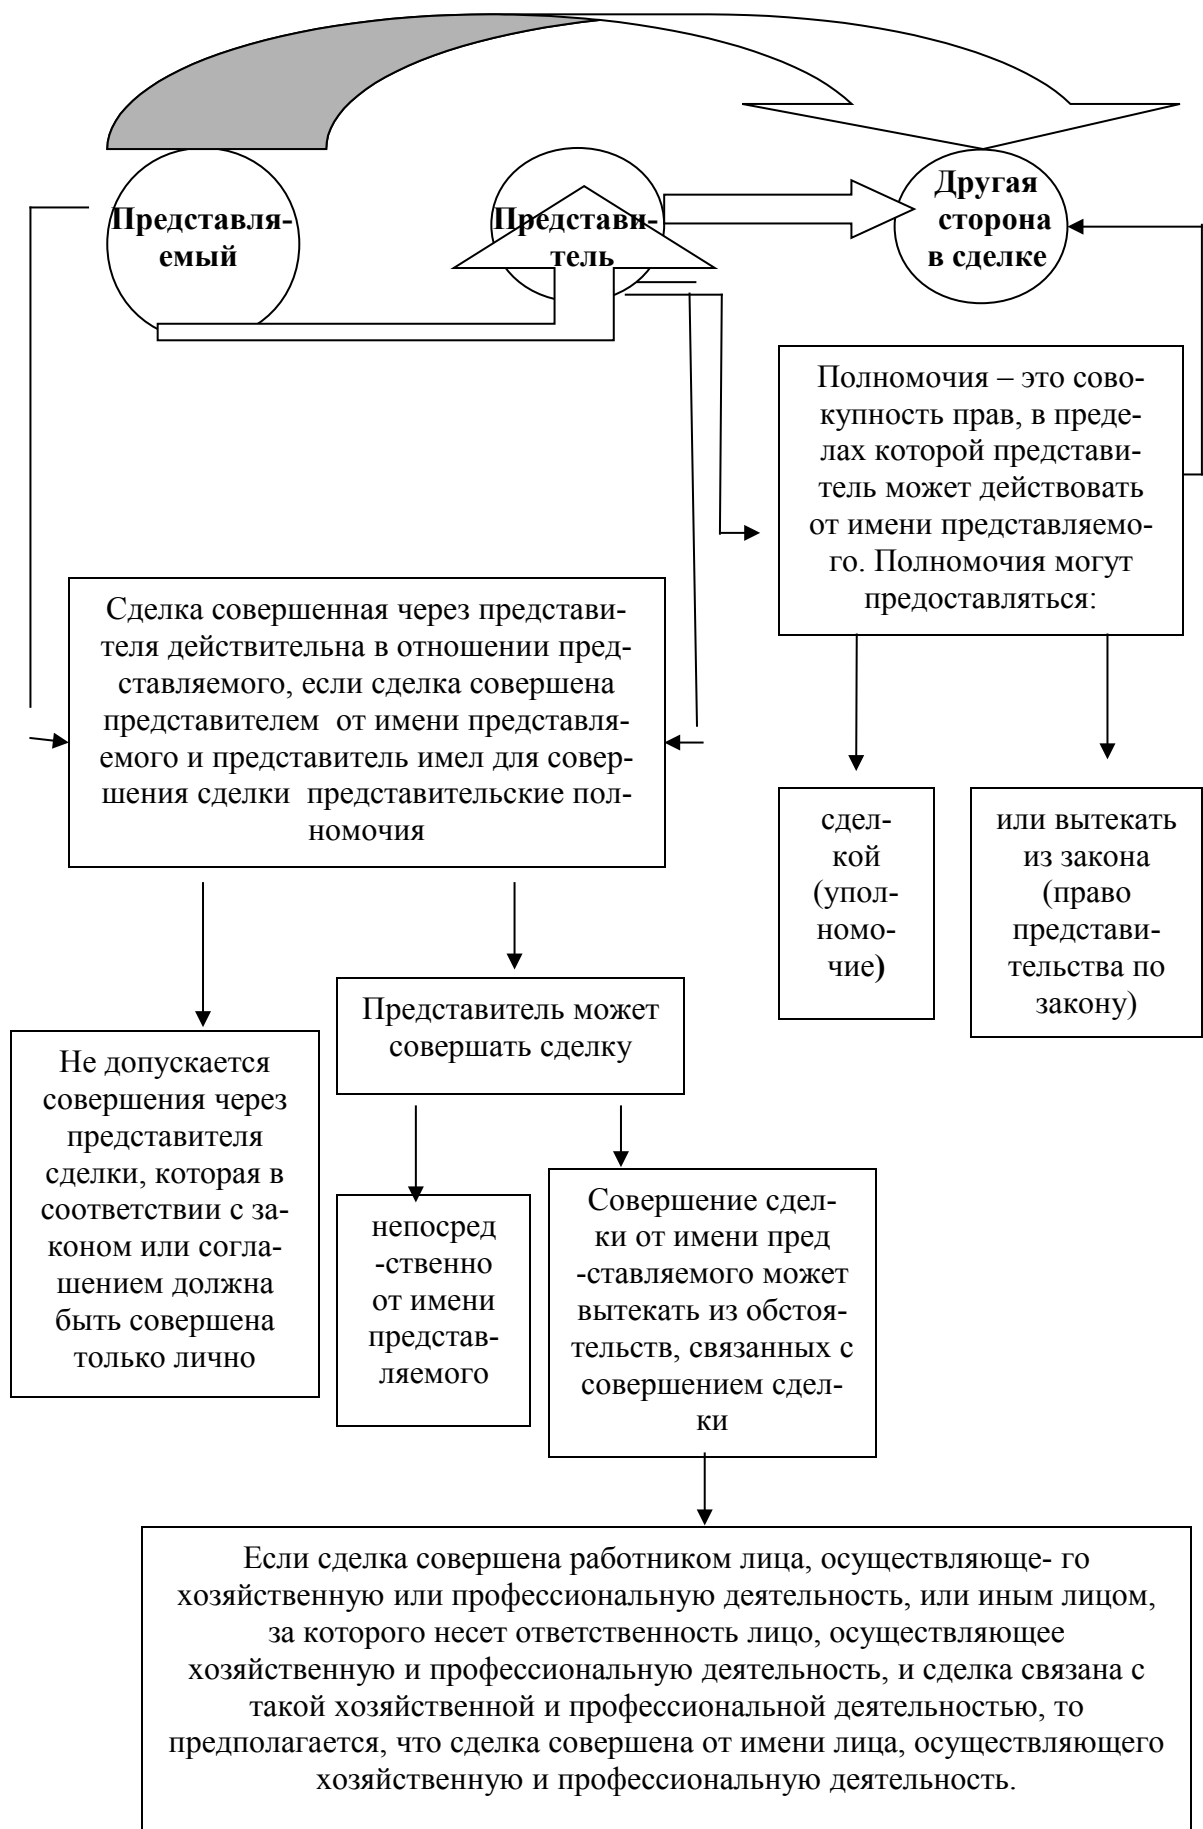 Представля-
емый
Представи-
тель
Другая
сторона
в сделке
Полномочия – это сово-
купность прав, в преде-
лах которой представи-
тель может действовать
от имени представляемо-
го. Полномочия могут
предоставляться:
Сделка совершенная через представи-
теля действительна в отношении пред-
ставляемого, если сделка совершена
представителем  от имени представля-
емого и представитель имел для совер-
шения сделки  представительские пол-
номочия
сдел-
кой
(упол-
номо-
чие)
или вытекать
из закона
(право
представи-
тельства по
закону)
Представитель может
совершать сделку
Не допускается
совершения через
представителя
сделки, которая в
соответствии с за-
коном или согла-
шением должна
быть совершена
только лично
непосред
-ственно
от имени
представ-
ляемого
Совершение сдел-
ки от имени пред
-ставляемого может
вытекать из обстоя-
тельств, связанных с
совершением сдел-
ки
Если сделка совершена работником лица, осуществляюще- го
хозяйственную или профессиональную деятельность, или иным лицом,
за которого несет ответственность лицо, осуществляющее
хозяйственную и профессиональную деятельность, и сделка связана с
такой хозяйственной и профессиональной деятельностью, то
предполагается, что сделка совершена от имени лица, осуществляющего
хозяйственную и профессиональную деятельность.